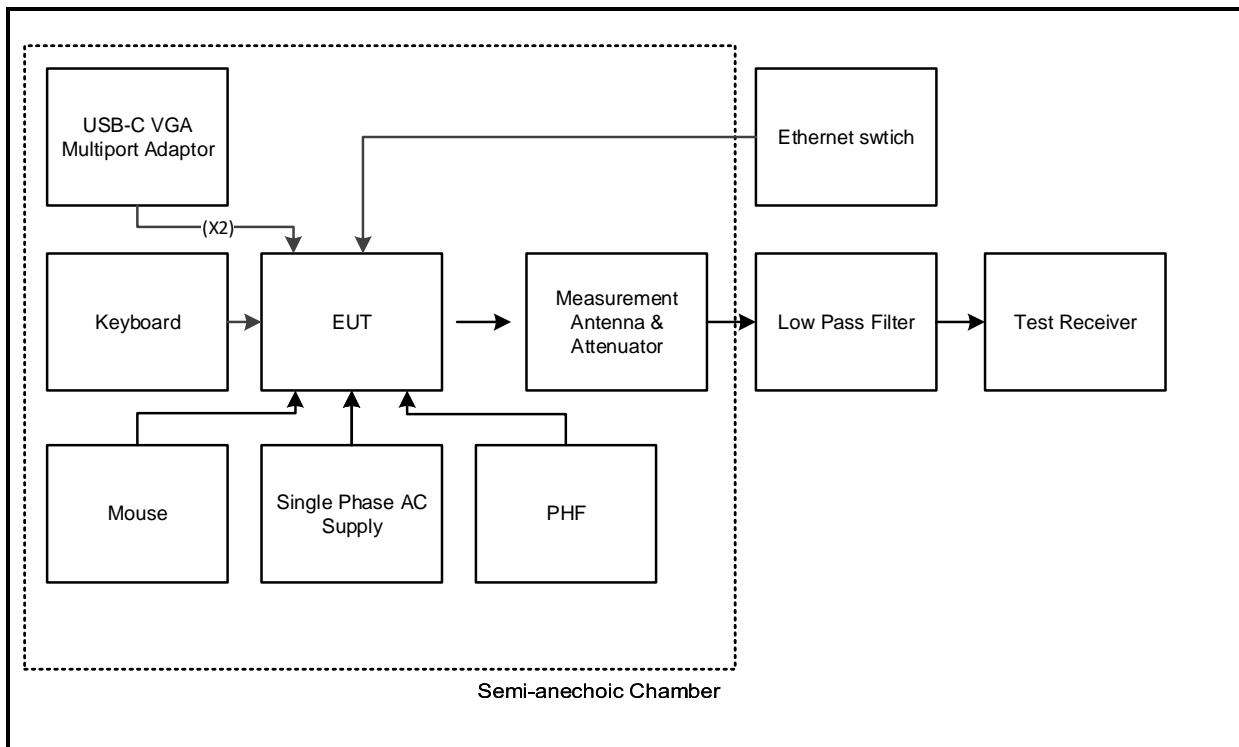 USB-C VGA
Multiport Adaptor
Ethernet swtich
(X2)
Keyboard
EUT
Measurement
Antenna &
Attenuator
Low Pass Filter
Test Receiver
Mouse
Single Phase AC
Supply
PHF
Semi-anechoic Chamber